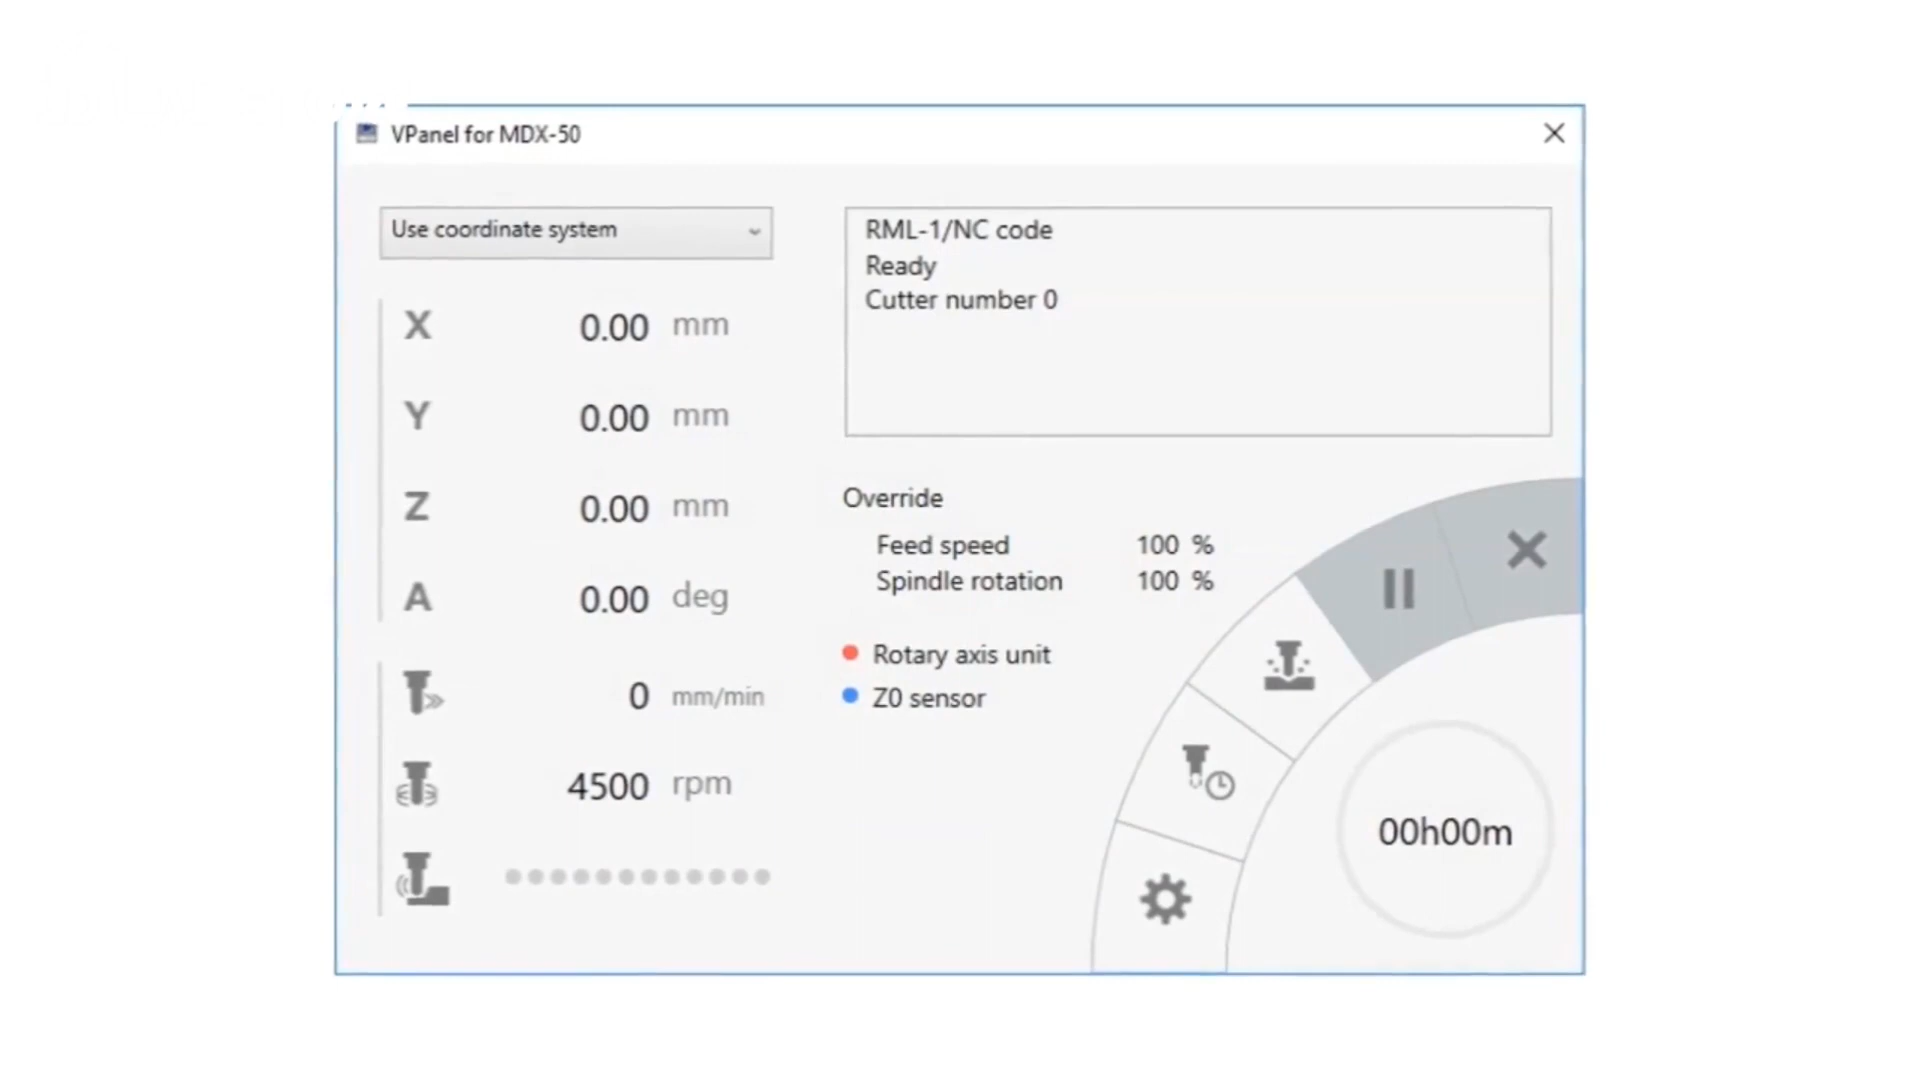 VPanel for MDX-50
Use coordinate system
X 0.00 mm
Y 0.00 mm
Z 0.00 mm
A 0.00 deg
0 mm/min
4500 rpm
RML-1/NC code
Ready
Cutter number 0
Override
Feed speed 100 %
Spindle rotation 100 %
Rotary axis unit
Z0 sensor
00h00m